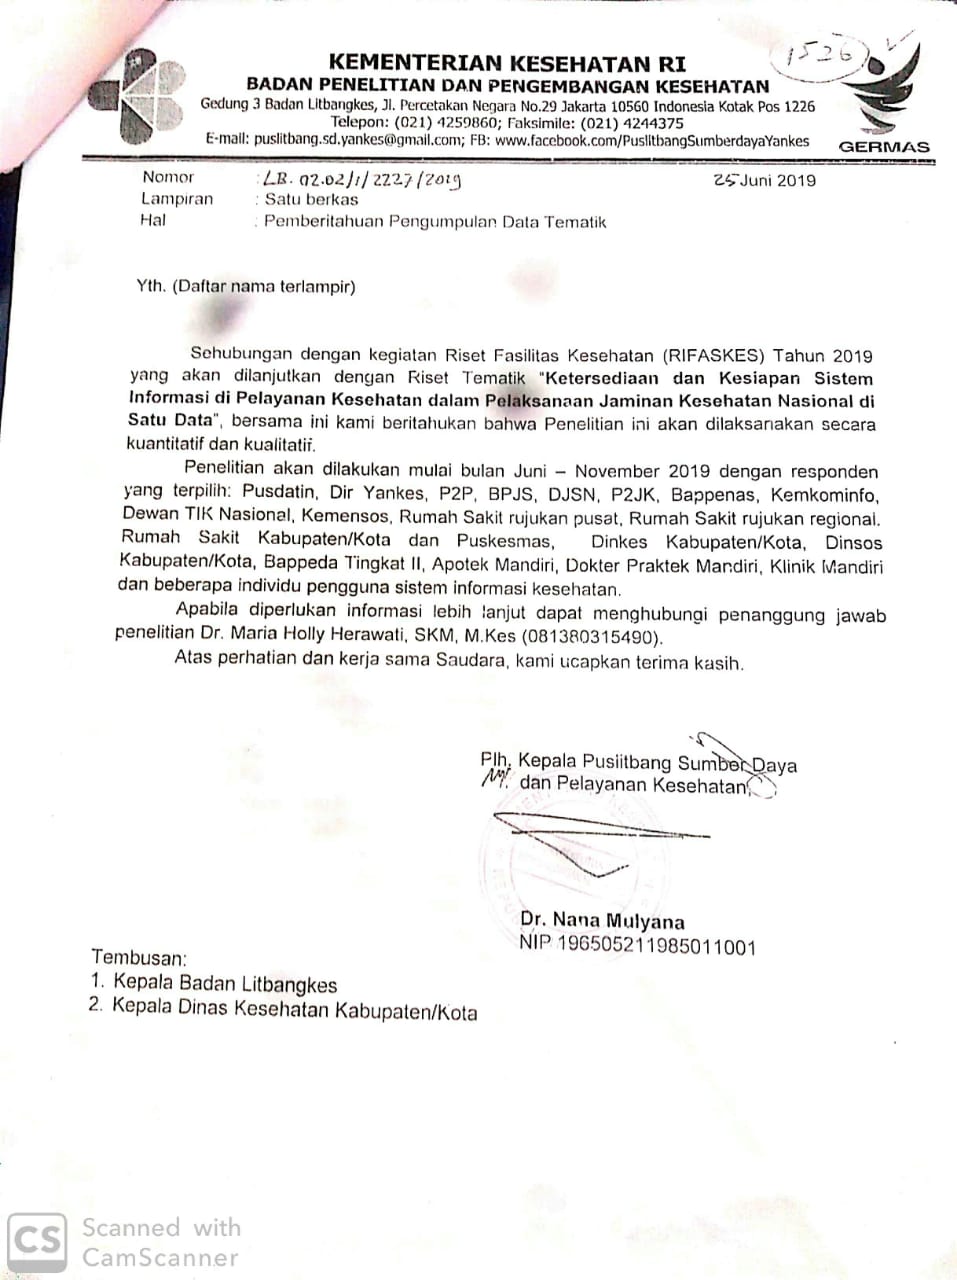 KEMENTERIAN KESEHATAN RI
BADAN PENELITIAN DAN PENGEMBANGAN KESEHATAN
Gedung 3 Badan Litbangkes, Jl. Percetakan Negara No.29 Jakarta 10560 Indonesia Kotak Pos 1226
Telepon: (021) 4259860; Faksimile: (021) 4244375
E-mail: puslitbang.sd.yankes@gmail.com; FB: www.facebook.com/PuslitbangSumberdayaYankes
1526
GERMAS
Nomor : LB.02.02/1/2227/2019 25 Juni 2019
Lampiran : Satu berkas
Hal : Pemberitahuan Pengumpulan Data Tematik
Yth. (Daftar nama terlampir)
Sehubungan dengan kegiatan Riset Fasilitas Kesehatan (RIFASKES) Tahun 2019
yang akan dilanjutkan dengan Riset Tematik "Ketersediaan dan Kesiapan Sistem
Informasi di Pelayanan Kesehatan dalam Pelaksanaan Jaminan Kesehatan Nasional di
Satu Data", bersama ini kami beritahukan bahwa Penelitian ini akan dilaksanakan secara
kuantitatif dan kualitatif.
Penelitian akan dilakukan mulai bulan Juni – November 2019 dengan responden
yang terpilih: Pusdatin, Dir Yankes, P2P, BPJS, DJSN, P2JK, Bappenas, Kemkominfo,
Dewan TIK Nasional, Kemensos, Rumah Sakit rujukan pusat, Rumah Sakit rujukan regional.
Rumah Sakit Kabupaten/Kota dan Puskesmas, Dinkes Kabupaten/Kota, Dinsos
Kabupaten/Kota, Bappeda Tingkat II, Apotek Mandiri, Dokter Praktek Mandiri, Klinik Mandiri
dan beberapa individu pengguna sistem informasi kesehatan.
Apabila diperlukan informasi lebih lanjut dapat menghubungi penanggung jawab
penelitian Dr. Maria Holly Herawati, SKM, M.Kes (081380315490).
Atas perhatian dan kerja sama Saudara, kami ucapkan terima kasih.
Plh. Kepala Puslitbang Sumber Daya
dan Pelayanan Kesehatan,
Dr. Nana Mulyana
NIP 196505211985011001
Tembusan:
1. Kepala Badan Litbangkes
2. Kepala Dinas Kesehatan Kabupaten/Kota
CS Scanned with
CamScanner